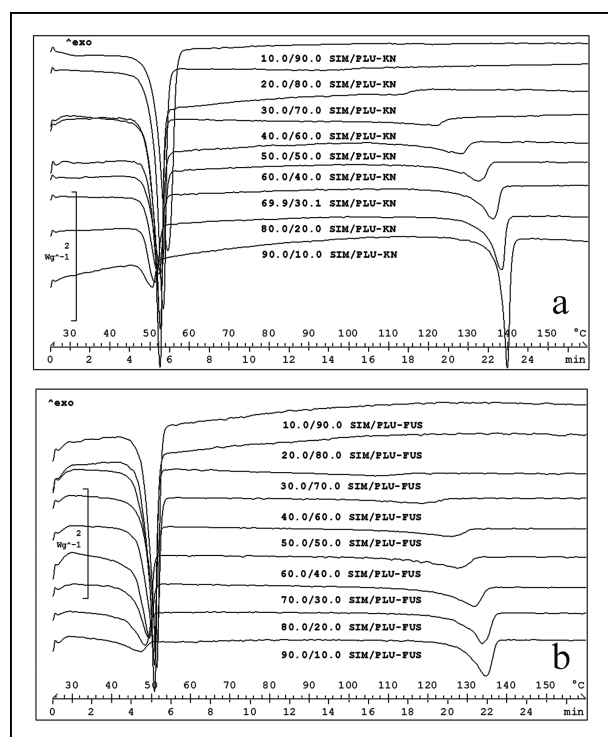 ^exo
10.0/90.0 SIM/PLU-KN
20.0/80.0 SIM/PLU-KN
30.0/70.0 SIM/PLU-KN
40.0/60.0 SIM/PLU-KN
50.0/50.0 SIM/PLU-KN
60.0/40.0 SIM/PLU-KN
69.9/30.1 SIM/PLU-KN
80.0/20.0 SIM/PLU-KN
90.0/10.0 SIM/PLU-KN
2
Wg^-1
a
30 50 60 70 80 90 100 110 120 130 140 150 °C
0 2 4 6 8 10 12 14 16 18 20 22 24 min
^exo
10.0/90.0 SIM/PLU-FUS
20.0/80.0 SIM/PLU-FUS
30.0/70.0 SIM/PLU-FUS
40.0/60.0 SIM/PLU-FUS
50.0/50.0 SIM/PLU-FUS
60.0/40.0 SIM/PLU-FUS
70.0/30.0 SIM/PLU-FUS
80.0/20.0 SIM/PLU-FUS
90.0/10.0 SIM/PLU-FUS
2
Wg^-1
b
30 50 60 70 80 90 100 110 120 130 140 150 °C
0 2 4 6 8 10 12 14 16 18 20 22 24 min